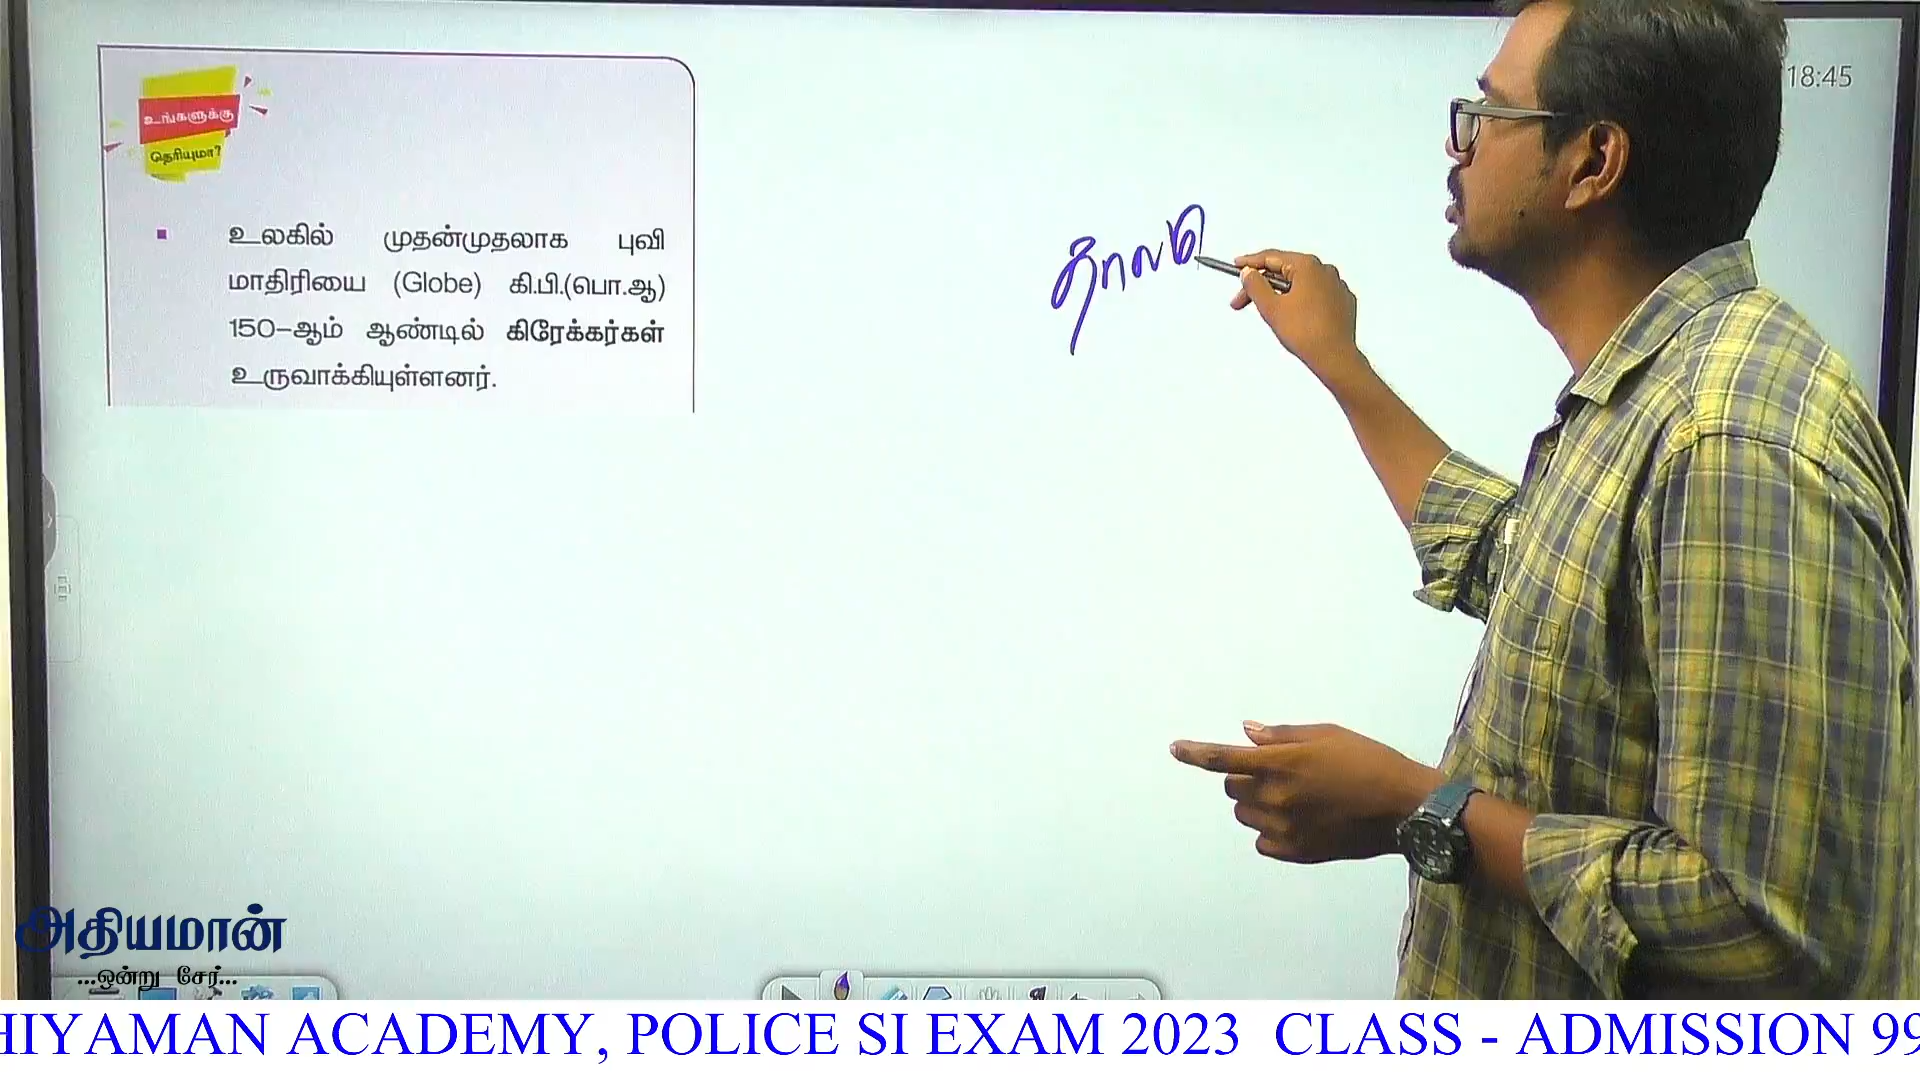 18:45
உங்களுக்கு
தெரியுமா?
உலகில் முதன்முதலாக புவி
மாதிரியை (Globe) கி.பி.(பொ.ஆ)
150-ஆம் ஆண்டில் கிரேக்கர்கள்
உருவாக்கியுள்ளனர்.
தாலமி
அதியமான்
...ஒன்று சேர்...
HIYAMAN ACADEMY, POLICE SI EXAM 2023 CLASS - ADMISSION 99